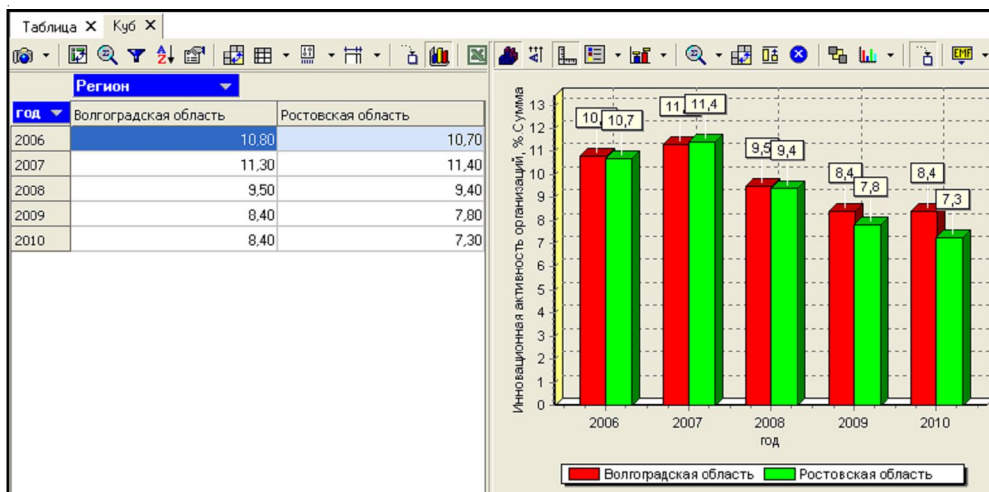 Таблица X Куб X
Регион
год Волгоградская область Ростовская область
2006 10,80 10,70
2007 11,30 11,40
2008 9,50 9,40
2009 8,40 7,80
2010 8,40 7,30
EMF
Инновационная активность организаций, %.Сумма
13
12
11
10
9
8
7
6
5
4
3
2
1
0
10,7
11,4
9,5 9,4
8,4 7,8
8,4 7,3
2006 2007 2008 2009 2010
год
Волгоградская область Ростовская область